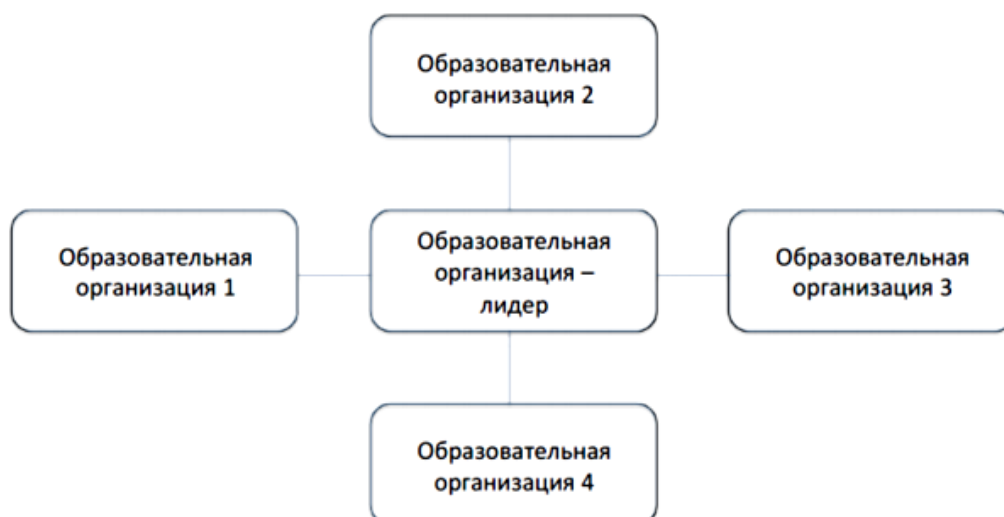 Образовательная
организация 2
Образовательная
организация 1
Образовательная
организация –
лидер
Образовательная
организация 3
Образовательная
организация 4